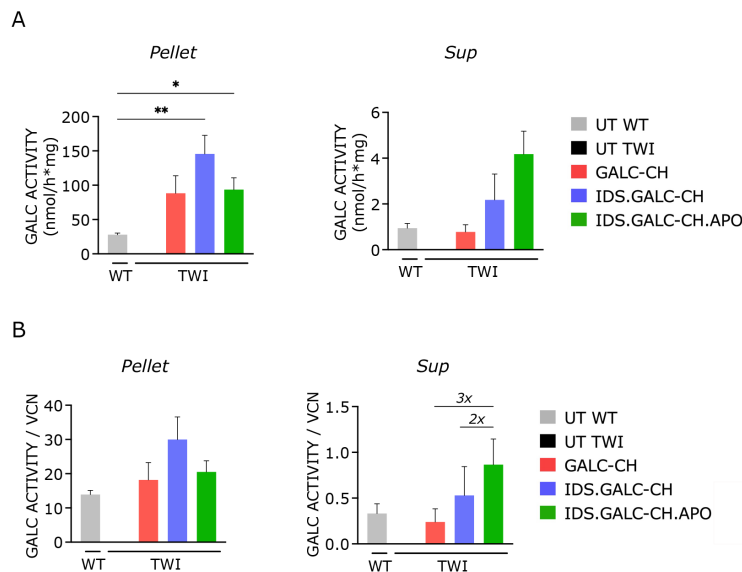 A
Pellet
Sup
GALC ACTIVITY
(nmol/h*mg)
200
150
100
50
0
*
**
WT
TWI
GALC ACTIVITY
(nmol/h*mg)
6
4
2
0
WT
TWI
UT WT
UT TWI
GALC-CH
IDS.GALC-CH
IDS.GALC-CH.APO
B
Pellet
Sup
GALC ACTIVITY / VCN
40
30
20
10
0
WT
TWI
GALC ACTIVITY / VCN
1.5
1.0
0.5
0.0
3x
2x
WT
TWI
UT WT
UT TWI
GALC-CH
IDS.GALC-CH
IDS.GALC-CH.APO